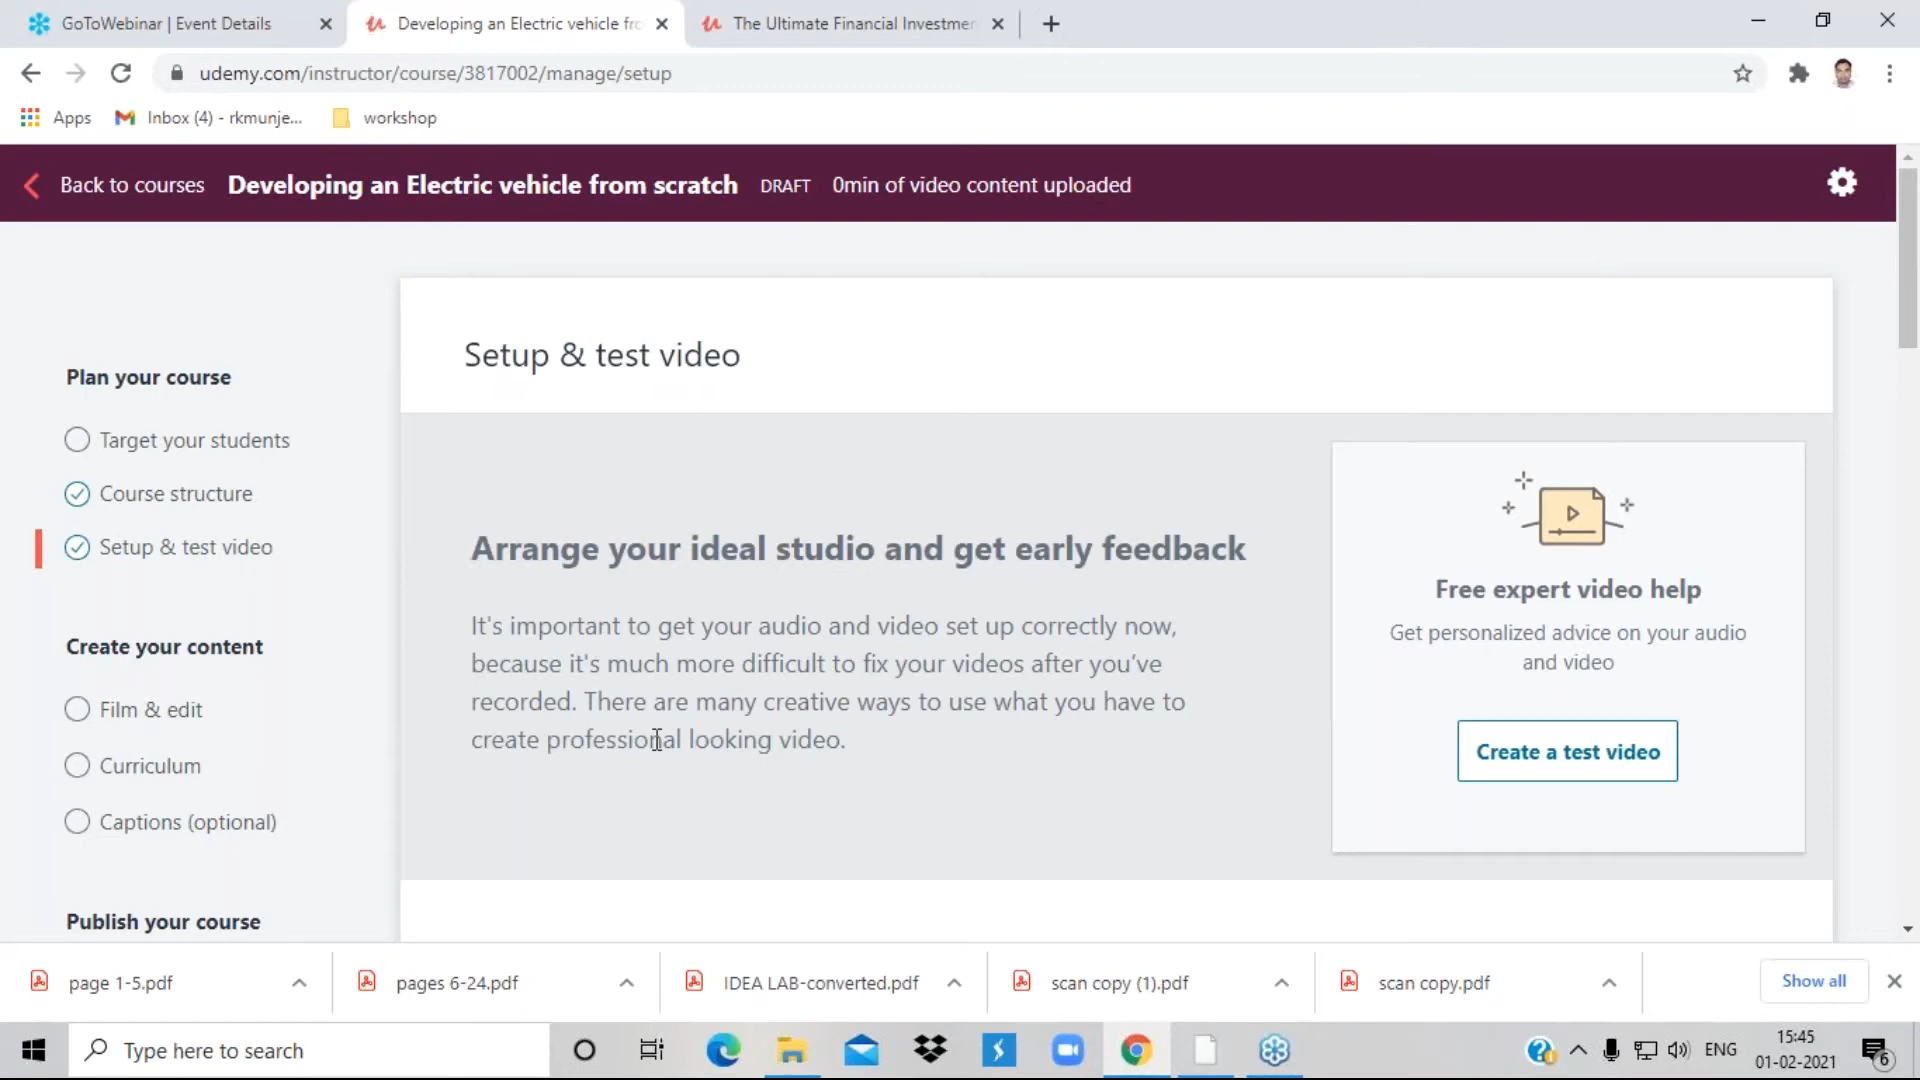 GoToWebinar | Event Details
Developing an Electric vehicle fro
The Ultimate Financial Investmen
udemy.com/instructor/course/3817002/manage/setup
Apps
Inbox (4) - rkmunje...
workshop
Back to courses
Developing an Electric vehicle from scratch
DRAFT
0min of video content uploaded
Plan your course
Target your students
Course structure
Setup & test video
Create your content
Film & edit
Curriculum
Captions (optional)
Publish your course
Setup & test video
Arrange your ideal studio and get early feedback
It's important to get your audio and video set up correctly now,
because it's much more difficult to fix your videos after you’ve
recorded. There are many creative ways to use what you have to
create professional looking video.
Free expert video help
Get personalized advice on your audio
and video
Create a test video
page 1-5.pdf
pages 6-24.pdf
IDEA LAB-converted.pdf
scan copy (1).pdf
scan copy.pdf
Show all
Type here to search
ENG
15:45
01-02-2021
6